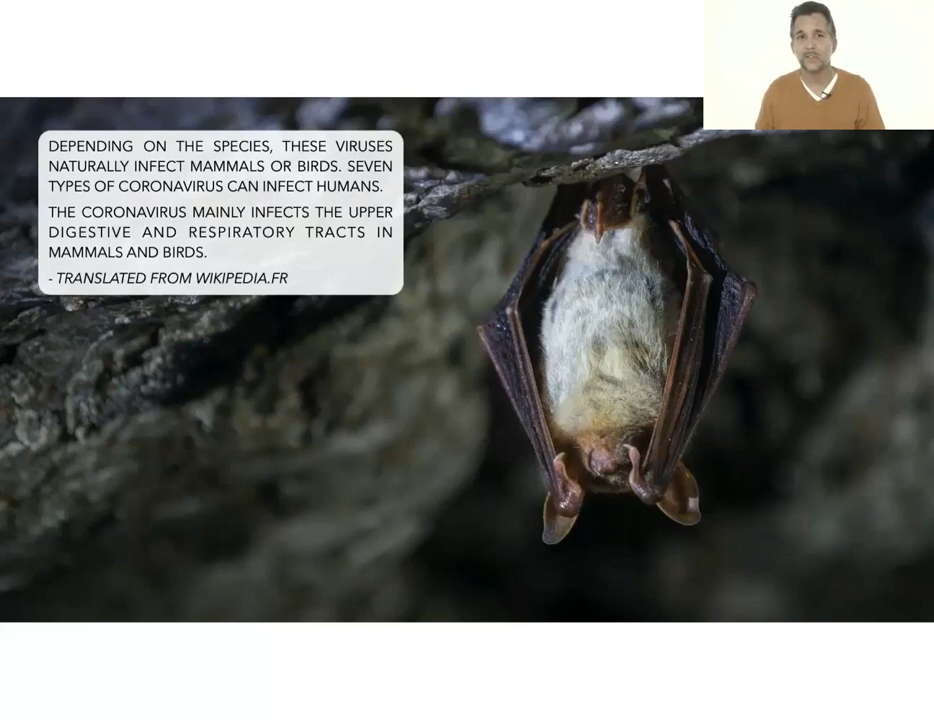 DEPENDING ON THE SPECIES, THESE VIRUSES
NATURALLY INFECT MAMMALS OR BIRDS. SEVEN
TYPES OF CORONAVIRUS CAN INFECT HUMANS.
THE CORONAVIRUS MAINLY INFECTS THE UPPER
DIGESTIVE AND RESPIRATORY TRACTS IN
MAMMALS AND BIRDS.
- TRANSLATED FROM WIKIPEDIA.FR